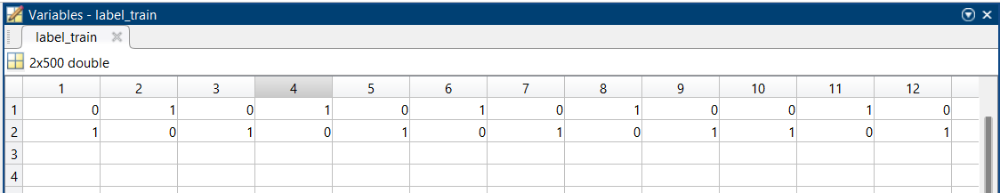 Variables - label_train
label_train
2x500 double
1 2 3 4 5 6 7 8 9 10 11 12
1 0 1 0 1 0 1 0 1 0 0 1 0
2 1 0 1 0 1 0 1 0 1 1 0 1
3
4